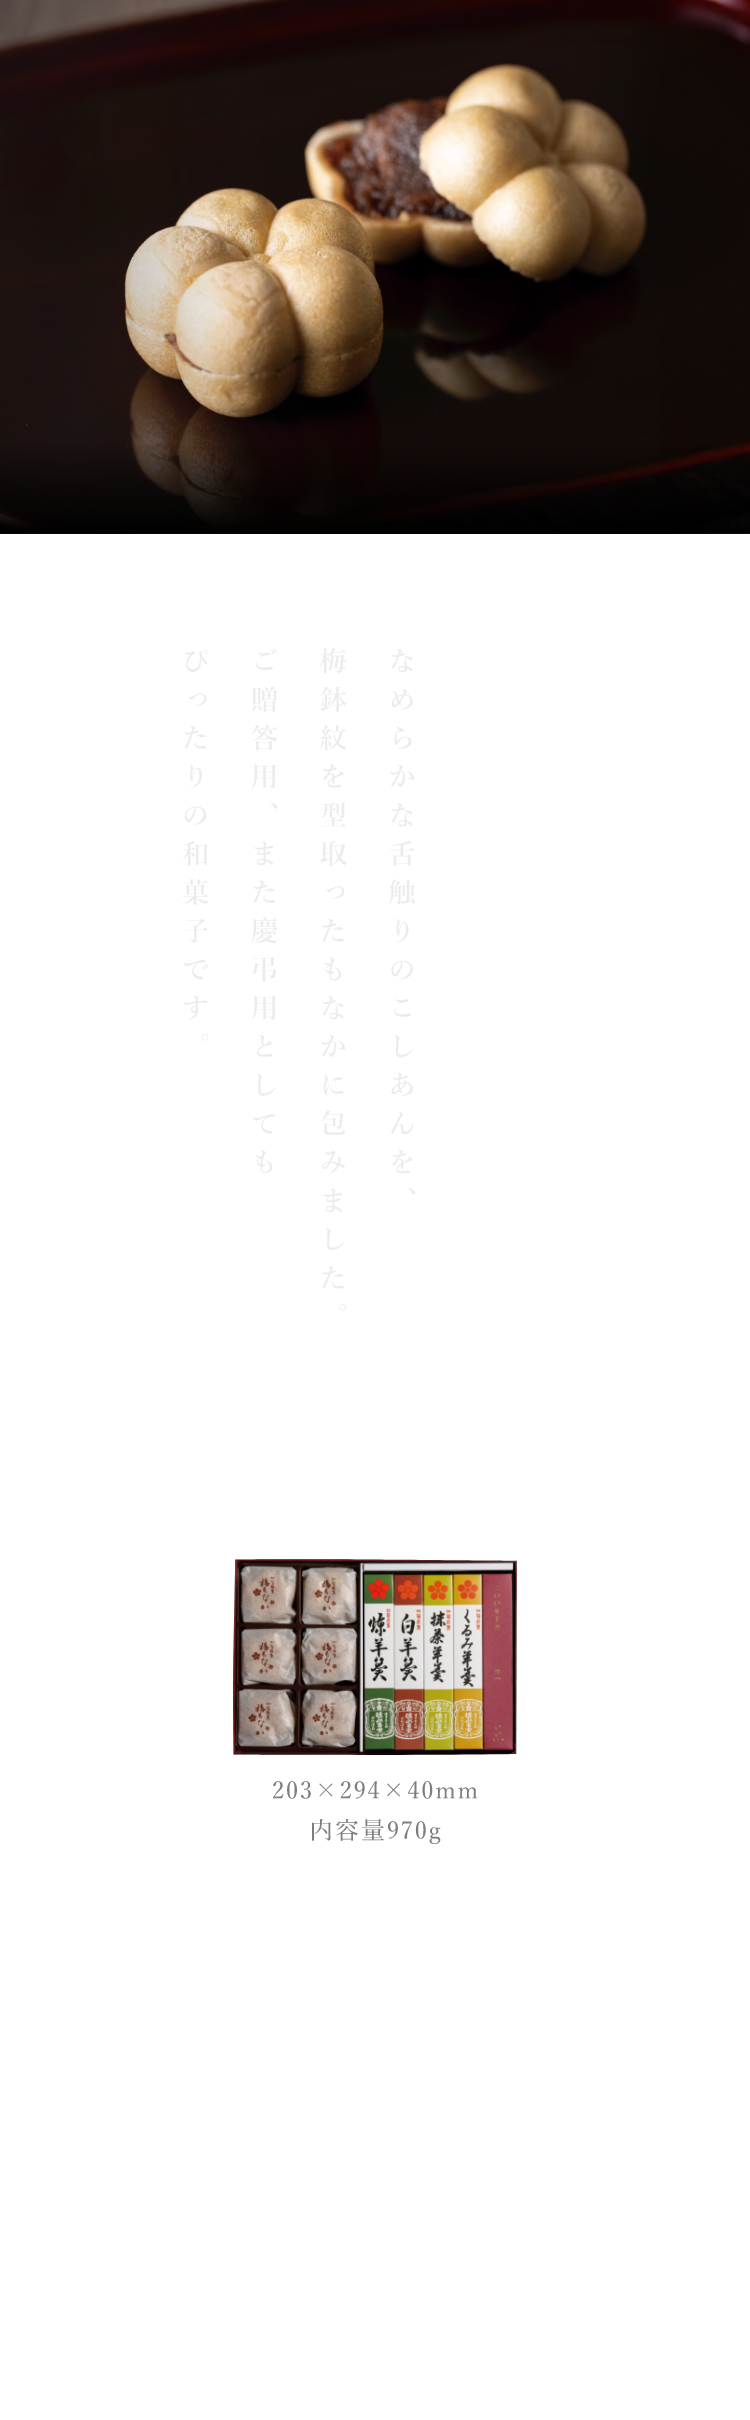 なめらかな舌触りのこしあんを、
梅鉢紋を型取ったもなかに包みました。
ご贈答用、また慶弔用としても
ぴったりの和菓子です。
煉羊羹
白羊羹
抹茶羊羹
くるみ羊羹
203×294×40mm
内容量970g